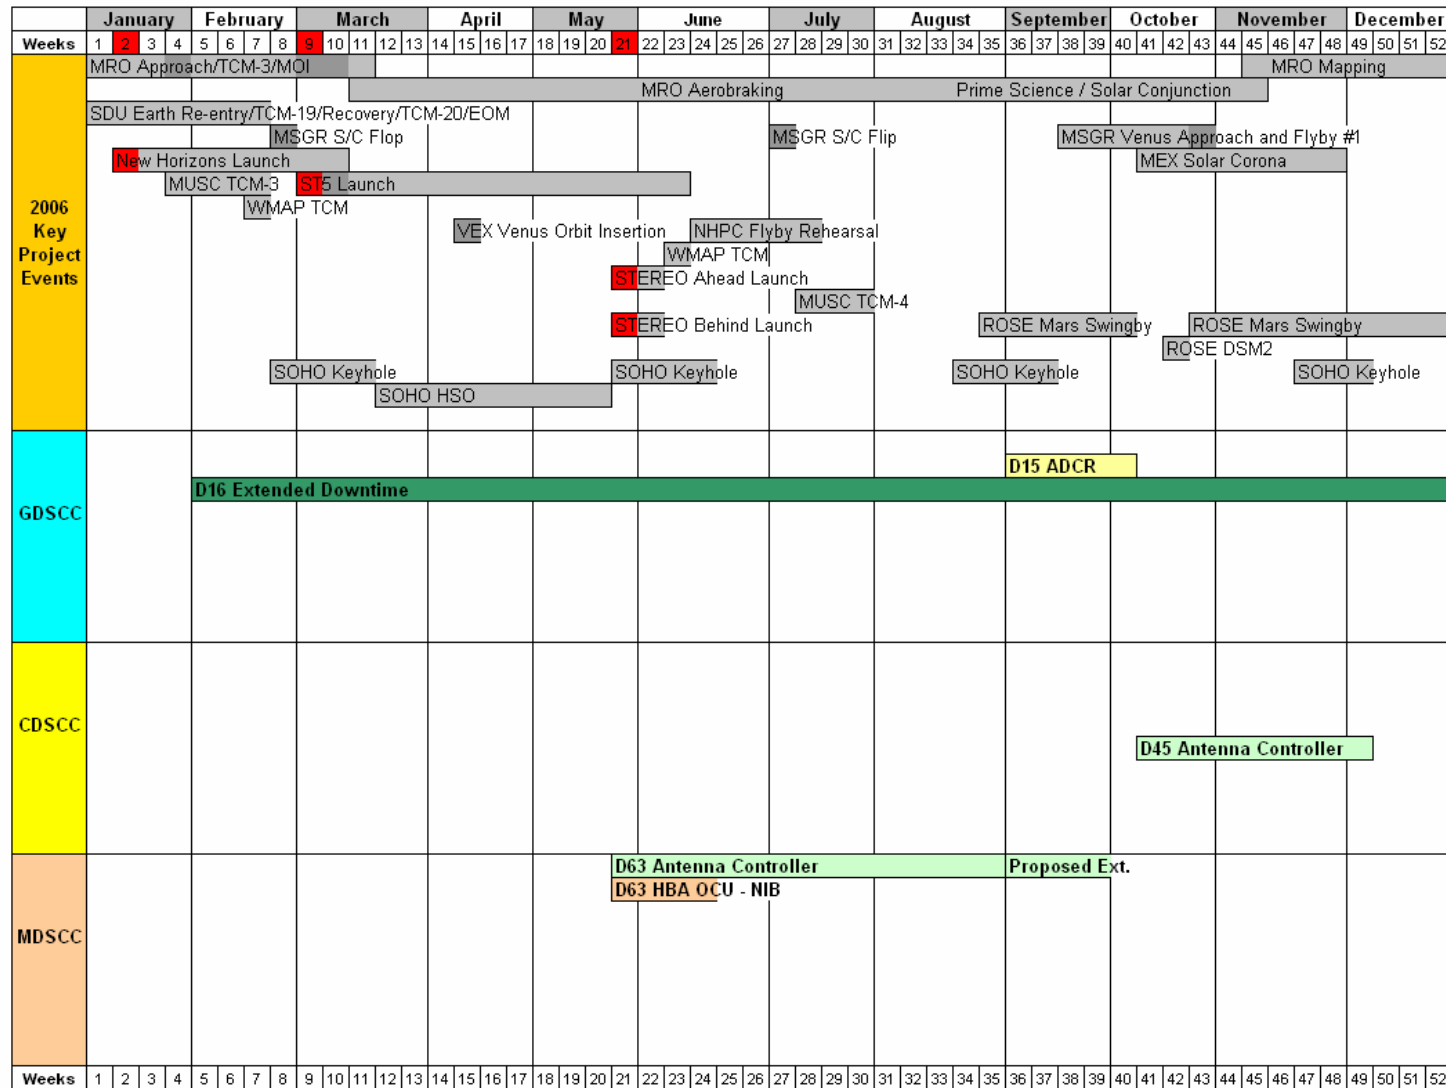 January February March April May June July August September October November December
Weeks 1 2 3 4 5 6 7 8 9 10 11 12 13 14 15 16 17 18 19 20 21 22 23 24 25 26 27 28 29 30 31 32 33 34 35 36 37 38 39 40 41 42 43 44 45 46 47 48 49 50 51 52
MRO Approach/TCM-3/MOI MRO Mapping
MRO Aerobraking Prime Science / Solar Conjunction
SDU Earth Re-entry/TCM-19/Recovery/TCM-20/EOM
MSGR S/C Flop MSGR S/C Flip MSGR Venus Approach and Flyby #1
New Horizons Launch MEX Solar Corona
MUSC TCM-3 ST5 Launch
WMAP TCM
2006
Key
Project
Events
VEX Venus Orbit Insertion NHPC Flyby Rehearsal
WMAP TCM
STEREO Ahead Launch
MUSC TCM-4
STEREO Behind Launch ROSE Mars Swingby ROSE Mars Swingby
ROSE DSM2
SOHO Keyhole SOHO Keyhole SOHO Keyhole SOHO Keyhole
SOHO HSO
D15 ADCR
D16 Extended Downtime
GDSCC
CDSCC
D45 Antenna Controller
D63 Antenna Controller Proposed Ext.
D63 HBA OCU - NIB
MDSCC
Weeks 1 2 3 4 5 6 7 8 9 10 11 12 13 14 15 16 17 18 19 20 21 22 23 24 25 26 27 28 29 30 31 32 33 34 35 36 37 38 39 40 41 42 43 44 45 46 47 48 49 50 51 52